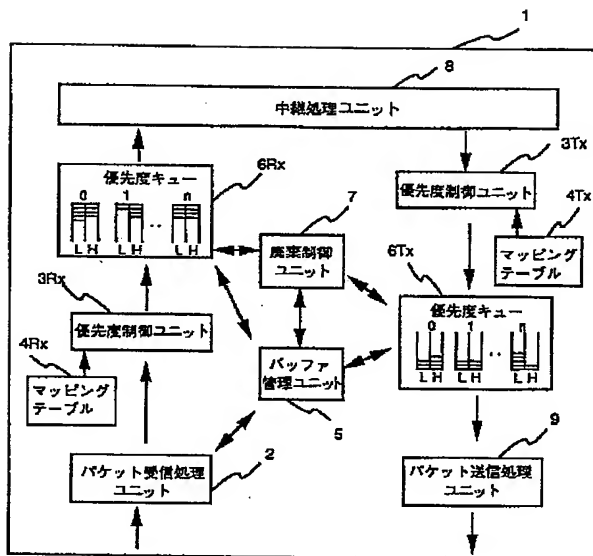 1
8
中継処理ユニット
6Rx
優先度キュー
0 1 n
‥
L H L H L H
3Tx
優先度制御ユニット
7
廃棄制御
ユニット
4Tx
マッピング
テーブル
6Tx
優先度キュー
0 1 n
‥
L H L H L H
3Rx
優先度制御ユニット
4Rx
マッピング
テーブル
バッファ
管理ユニット
5
パケット受信処理
ユニット
2
パケット送信処理
ユニット
9